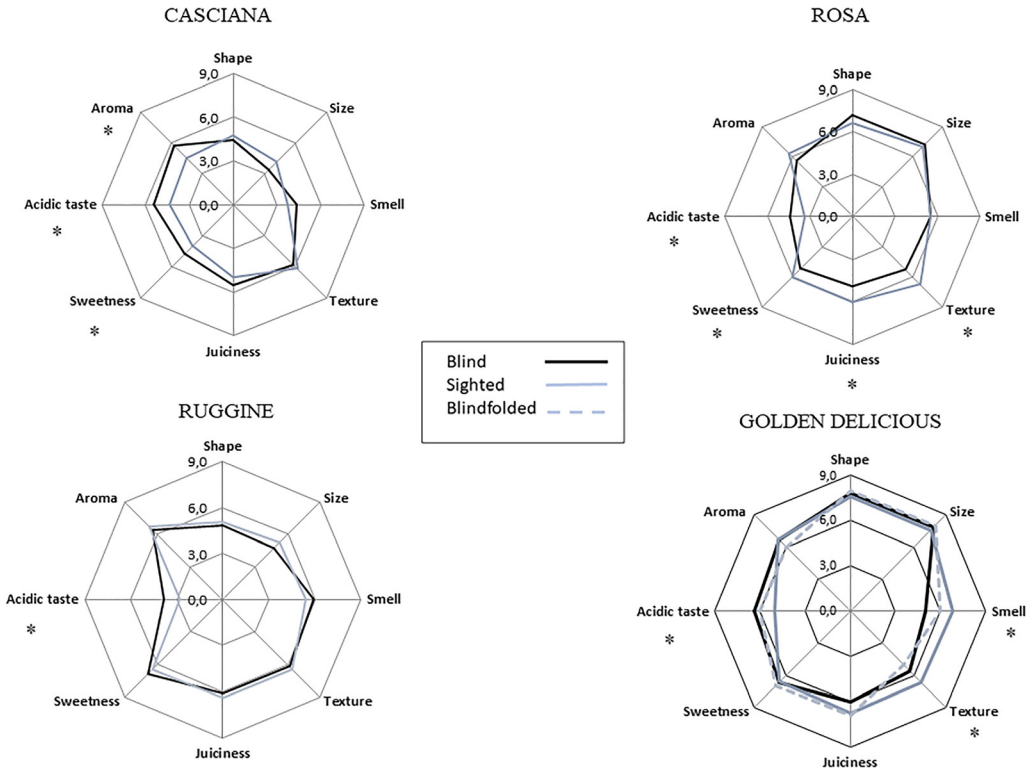 CASCIANA
Shape
9,0
Aroma
*
Size
6,0
3,0
Acidic taste
*
0,0
Smell
Sweetness
*
Texture
Juiciness
ROSA
Shape
9,0
Aroma
Size
6,0
3,0
Acidic taste
*
0,0
Smell
Sweetness
*
Texture
*
Juiciness
*
Blind
Sighted
Blindfolded
RUGGINE
Shape
9,0
Aroma
Size
6,0
3,0
Acidic taste
*
0,0
Smell
Sweetness
Texture
Juiciness
GOLDEN DELICIOUS
Shape
9,0
Aroma
Size
6,0
3,0
Acidic taste
*
0,0
Smell
*
Sweetness
Texture
*
Juiciness